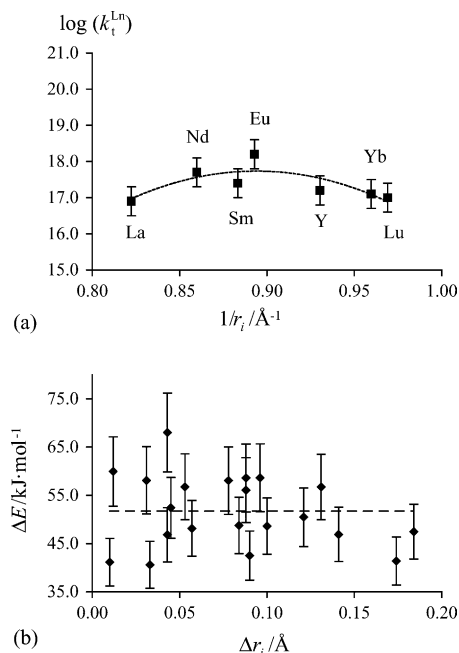 log (k_t^Ln)
21.0
20.0
19.0
18.0
17.0
16.0
15.0
Nd
Eu
Yb
La
Sm
Y
Lu
0.80 0.85 0.90 0.95 1.00
(a)
1/r_i /Å⁻¹
ΔE/kJ·mol⁻¹
75.0
65.0
55.0
45.0
35.0
0.00 0.05 0.10 0.15 0.20
(b)
Δr_i /Å